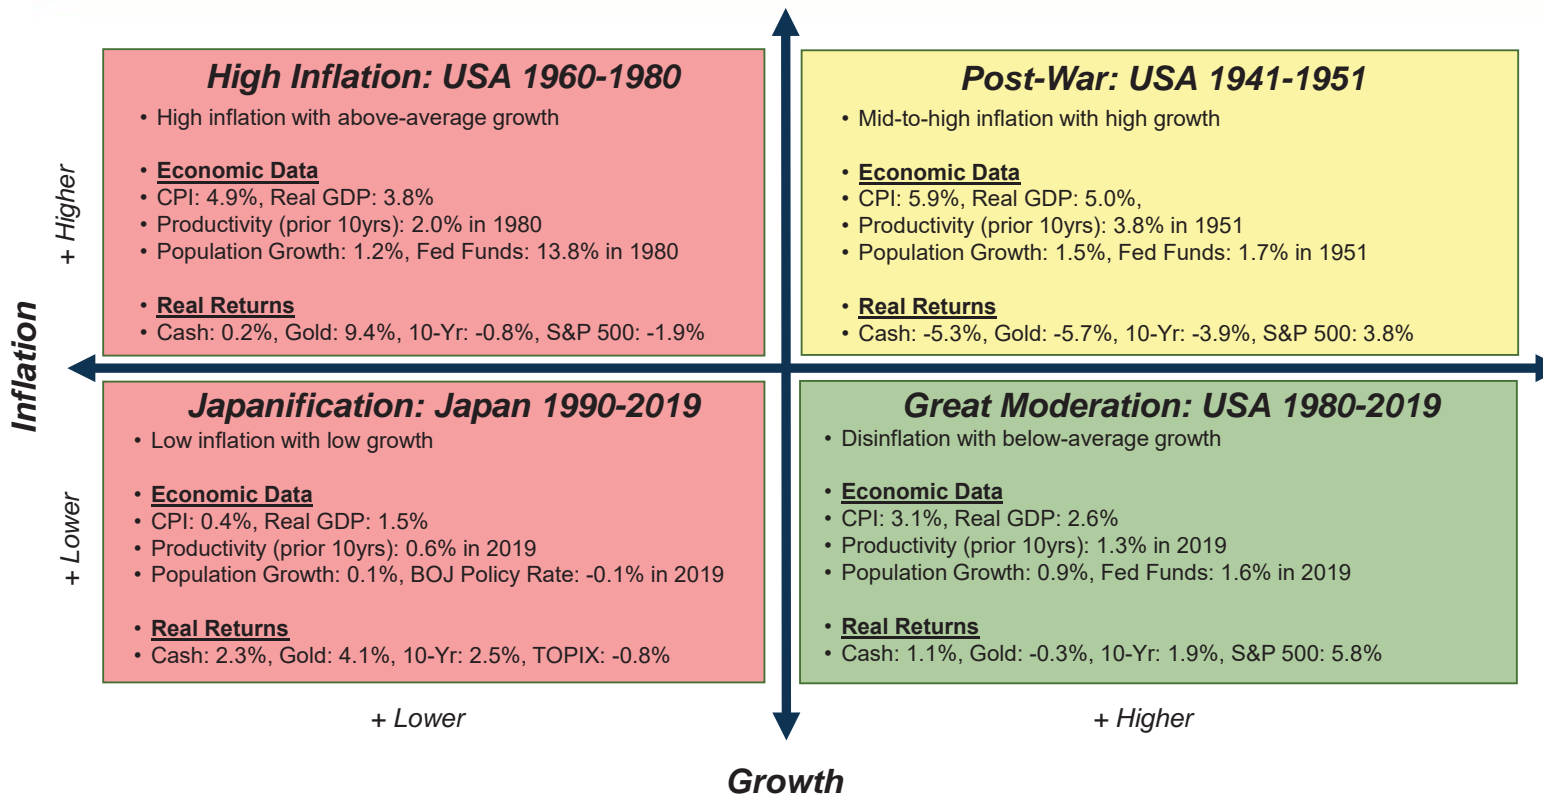 High Inflation: USA 1960-1980
• High inflation with above-average growth
• Economic Data
• CPI: 4.9%, Real GDP: 3.8%
• Productivity (prior 10yrs): 2.0% in 1980
• Population Growth: 1.2%, Fed Funds: 13.8% in 1980
• Real Returns
• Cash: 0.2%, Gold: 9.4%, 10-Yr: -0.8%, S&P 500: -1.9%
Post-War: USA 1941-1951
• Mid-to-high inflation with high growth
• Economic Data
• CPI: 5.9%, Real GDP: 5.0%,
• Productivity (prior 10yrs): 3.8% in 1951
• Population Growth: 1.5%, Fed Funds: 1.7% in 1951
• Real Returns
• Cash: -5.3%, Gold: -5.7%, 10-Yr: -3.9%, S&P 500: 3.8%
+ Higher
Inflation
+ Lower
Japanification: Japan 1990-2019
• Low inflation with low growth
• Economic Data
• CPI: 0.4%, Real GDP: 1.5%
• Productivity (prior 10yrs): 0.6% in 2019
• Population Growth: 0.1%, BOJ Policy Rate: -0.1% in 2019
• Real Returns
• Cash: 2.3%, Gold: 4.1%, 10-Yr: 2.5%, TOPIX: -0.8%
Great Moderation: USA 1980-2019
• Disinflation with below-average growth
• Economic Data
• CPI: 3.1%, Real GDP: 2.6%
• Productivity (prior 10yrs): 1.3% in 2019
• Population Growth: 0.9%, Fed Funds: 1.6% in 2019
• Real Returns
• Cash: 1.1%, Gold: -0.3%, 10-Yr: 1.9%, S&P 500: 5.8%
+ Lower
+ Higher
Growth